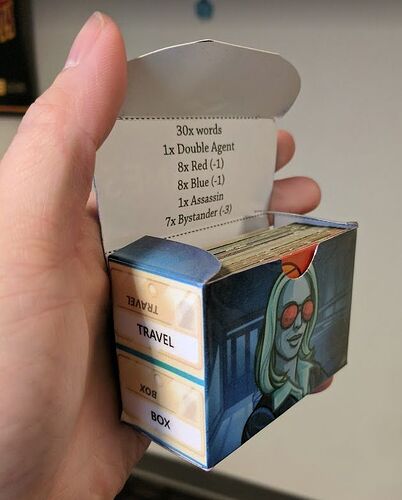 30x words
1x Double Agent
8x Red (-1)
8x Blue (-1)
1x Assassin
7x Bystander (-3)
TRAVEL
TRAVEL
BOX
BOX